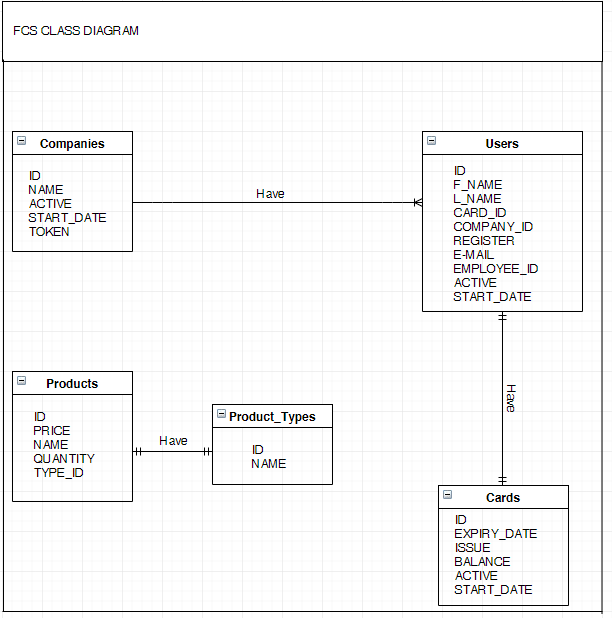 FCS CLASS DIAGRAM
Companies
ID
NAME
ACTIVE
START_DATE
TOKEN
Have
Users
ID
F_NAME
L_NAME
CARD_ID
COMPANY_ID
REGISTER
E-MAIL
EMPLOYEE_ID
ACTIVE
START_DATE
Have
Products
ID
PRICE
NAME
QUANTITY
TYPE_ID
Have
Product_Types
ID
NAME
Cards
ID
EXPIRY_DATE
ISSUE
BALANCE
ACTIVE
START_DATE